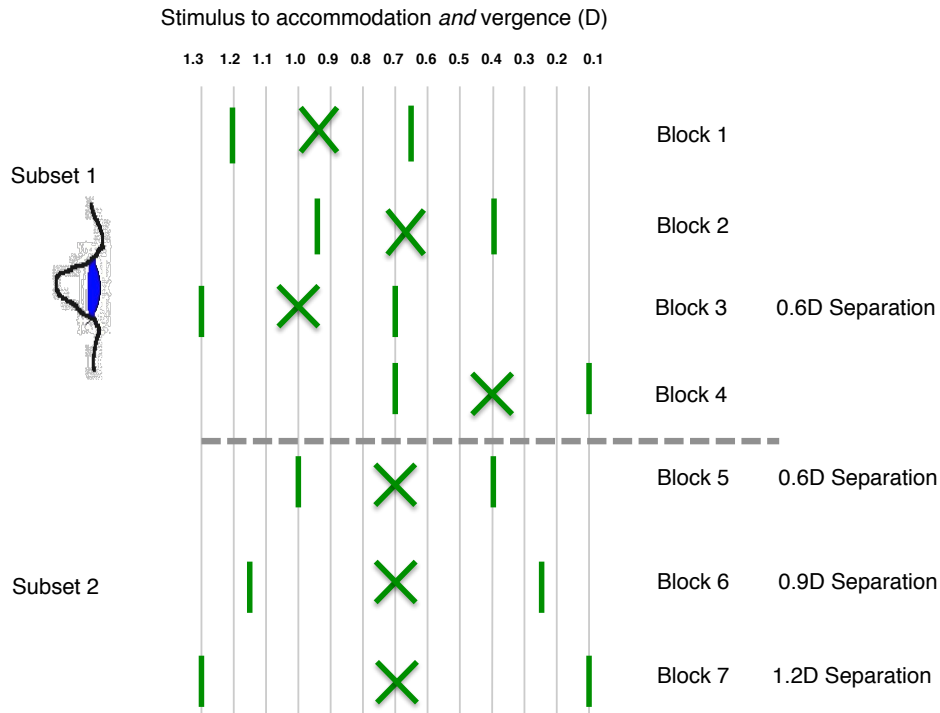 Stimulus to accommodation and vergence (D)
1.3 1.2 1.1 1.0 0.9 0.8 0.7 0.6 0.5 0.4 0.3 0.2 0.1
Block 1
Subset 1
Block 2
Block 3 0.6D Separation
Block 4
Block 5 0.6D Separation
Subset 2
Block 6 0.9D Separation
Block 7 1.2D Separation